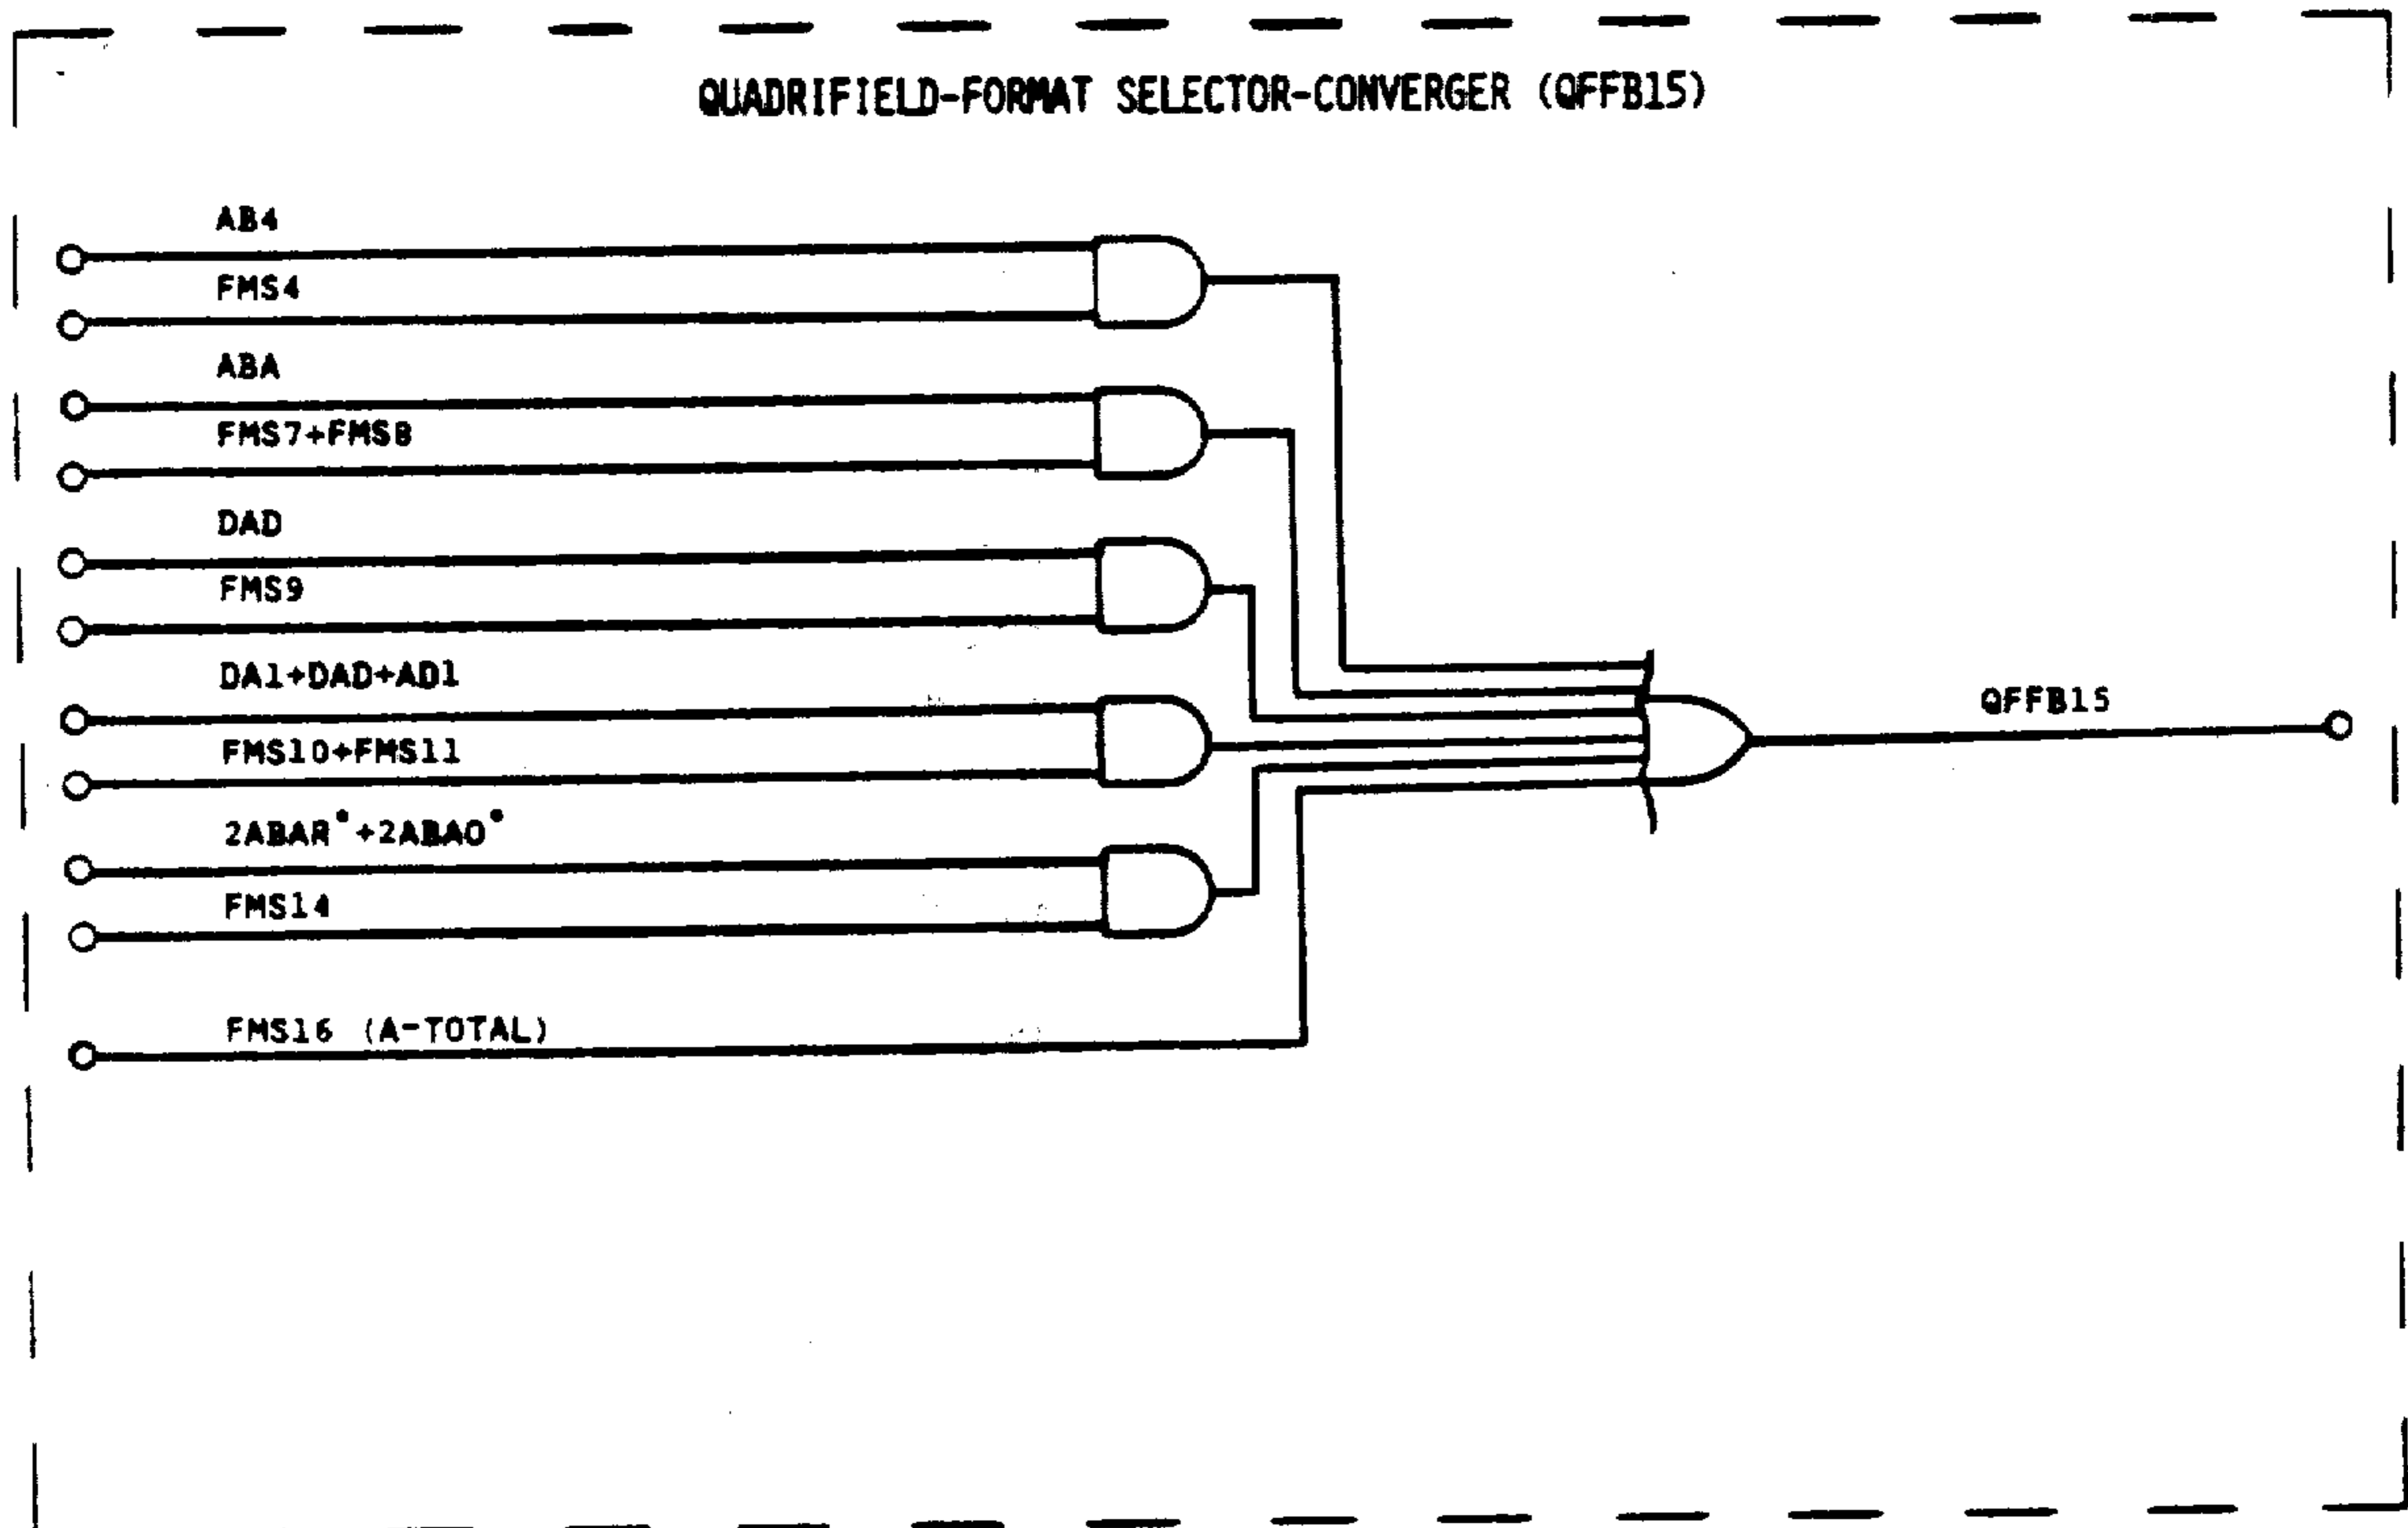 QUADRIFIELD-FORMAT SELECTOR-CONVERGER (QFFB15)
AB4
FMS4
ABA
FMS7+FMS8
DAD
FMS9
DA1+DAD+AD1
FMS10+FMS11
QFFB15
2ABAR•+2ABAO•
FMS14
FMS16 (A-TOTAL)